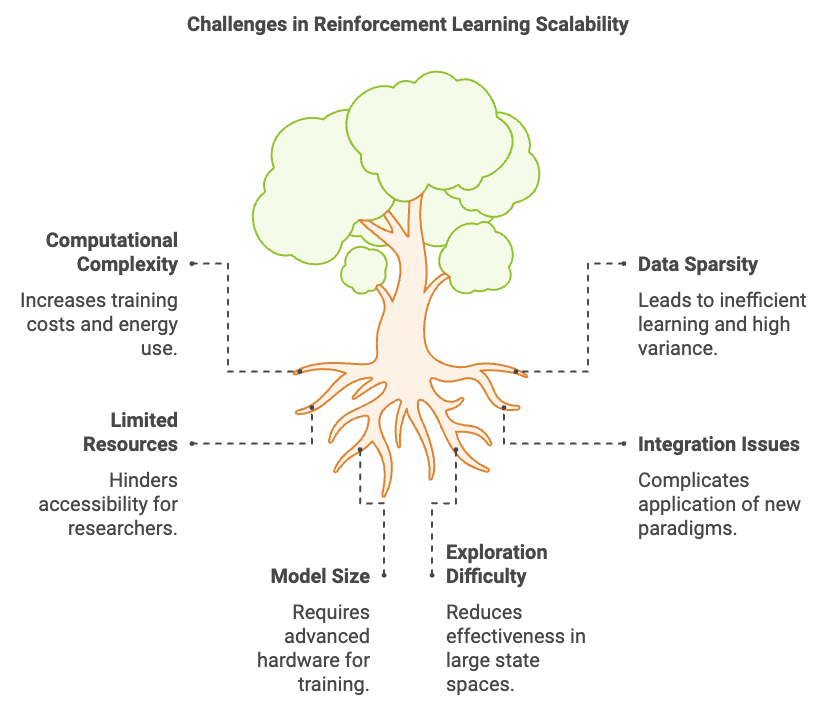 Challenges in Reinforcement Learning Scalability
Computational
Complexity
Increases training
costs and energy
use.
Data Sparsity
Leads to inefficient
learning and high
variance.
Limited
Resources
Hinders
accessibility for
researchers.
Integration Issues
Complicates
application of new
paradigms.
Model Size
Requires
advanced
hardware for
training.
Exploration
Difficulty
Reduces
effectiveness in
large state
spaces.